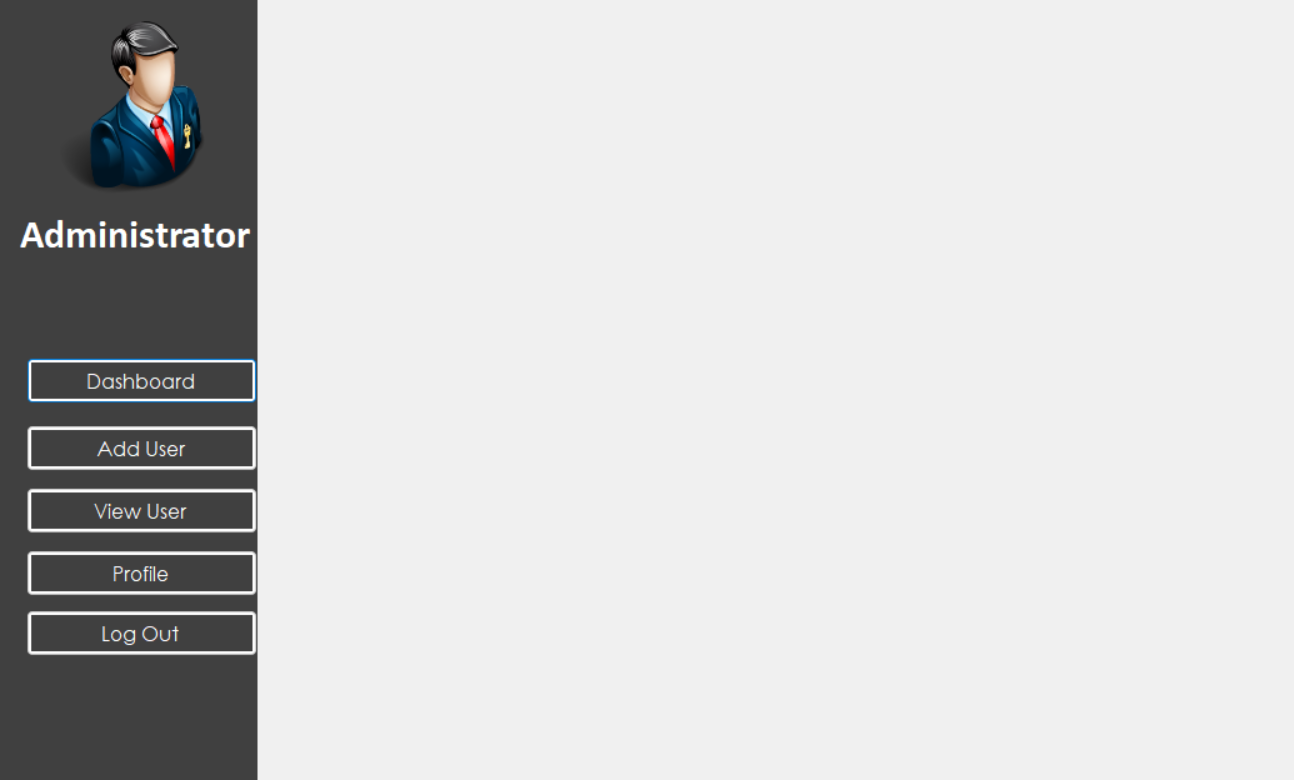 Administrator
Dashboard
Add User
View User
Profile
Log Out